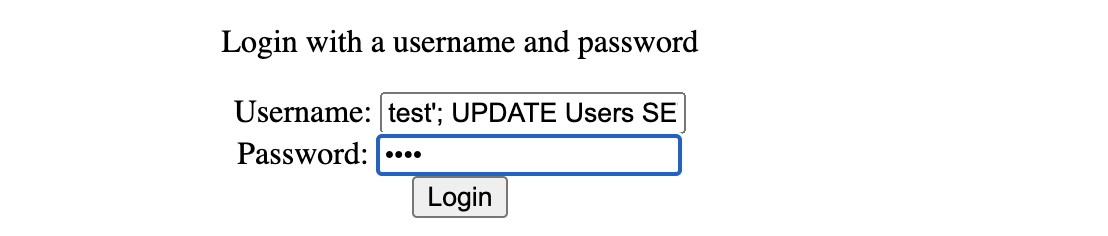 Login with a username and password
Username: test'; UPDATE Users SE
Password: ••••
Login